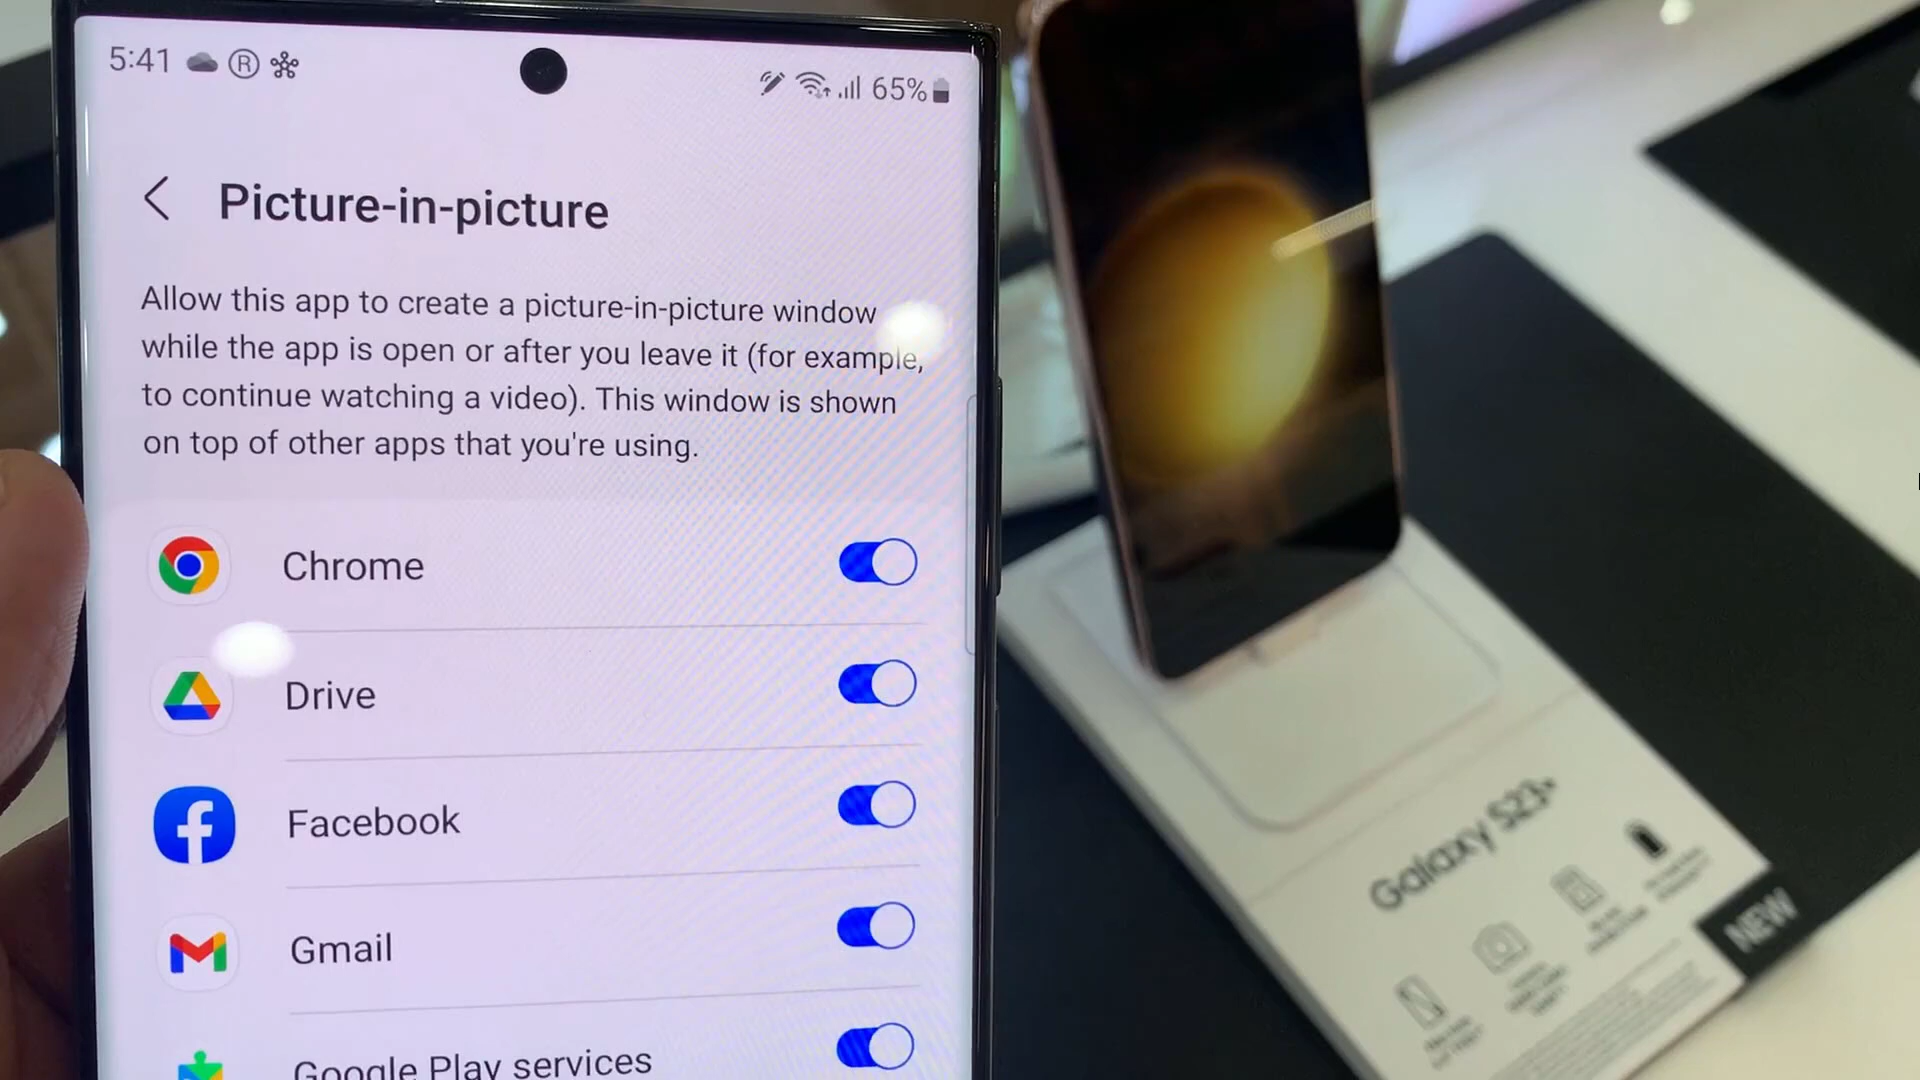 5:41
65%
Picture-in-picture
Allow this app to create a picture-in-picture window
while the app is open or after you leave it (for example,
to continue watching a video). This window is shown
on top of other apps that you're using.
Chrome
Drive
Facebook
Gmail
Google Play services
Galaxy S23+
NEW